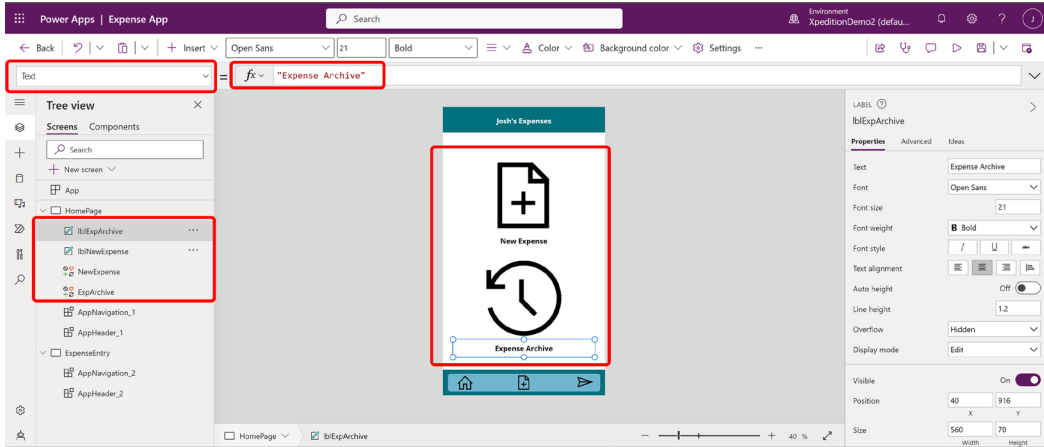 Power Apps | Expense App
Search
Environment
XpeditionDemo2 (defau...
J
Back
Insert
Open Sans
21
Bold
Color
Background color
Settings
Text
=
fx
"Expense Archive"
Tree view
Screens
Components
Search
New screen
App
HomePage
lblExpArchive
lblNewExpense
NewExpense
ExpArchive
AppNavigation_1
AppHeader_1
ExpenseEntry
AppNavigation_2
AppHeader_2
Josh's Expenses
New Expense
Expense Archive
LABEL
lblExpArchive
Properties
Advanced
Ideas
Text
Expense Archive
Font
Open Sans
Font size
21
Font weight
B Bold
Font style
Text alignment
Auto height
Off
Line height
1.2
Overflow
Hidden
Display mode
Edit
Visible
On
Position
40
916
X
Y
Size
560
70
Width
Height
HomePage
lblExpArchive
40 %